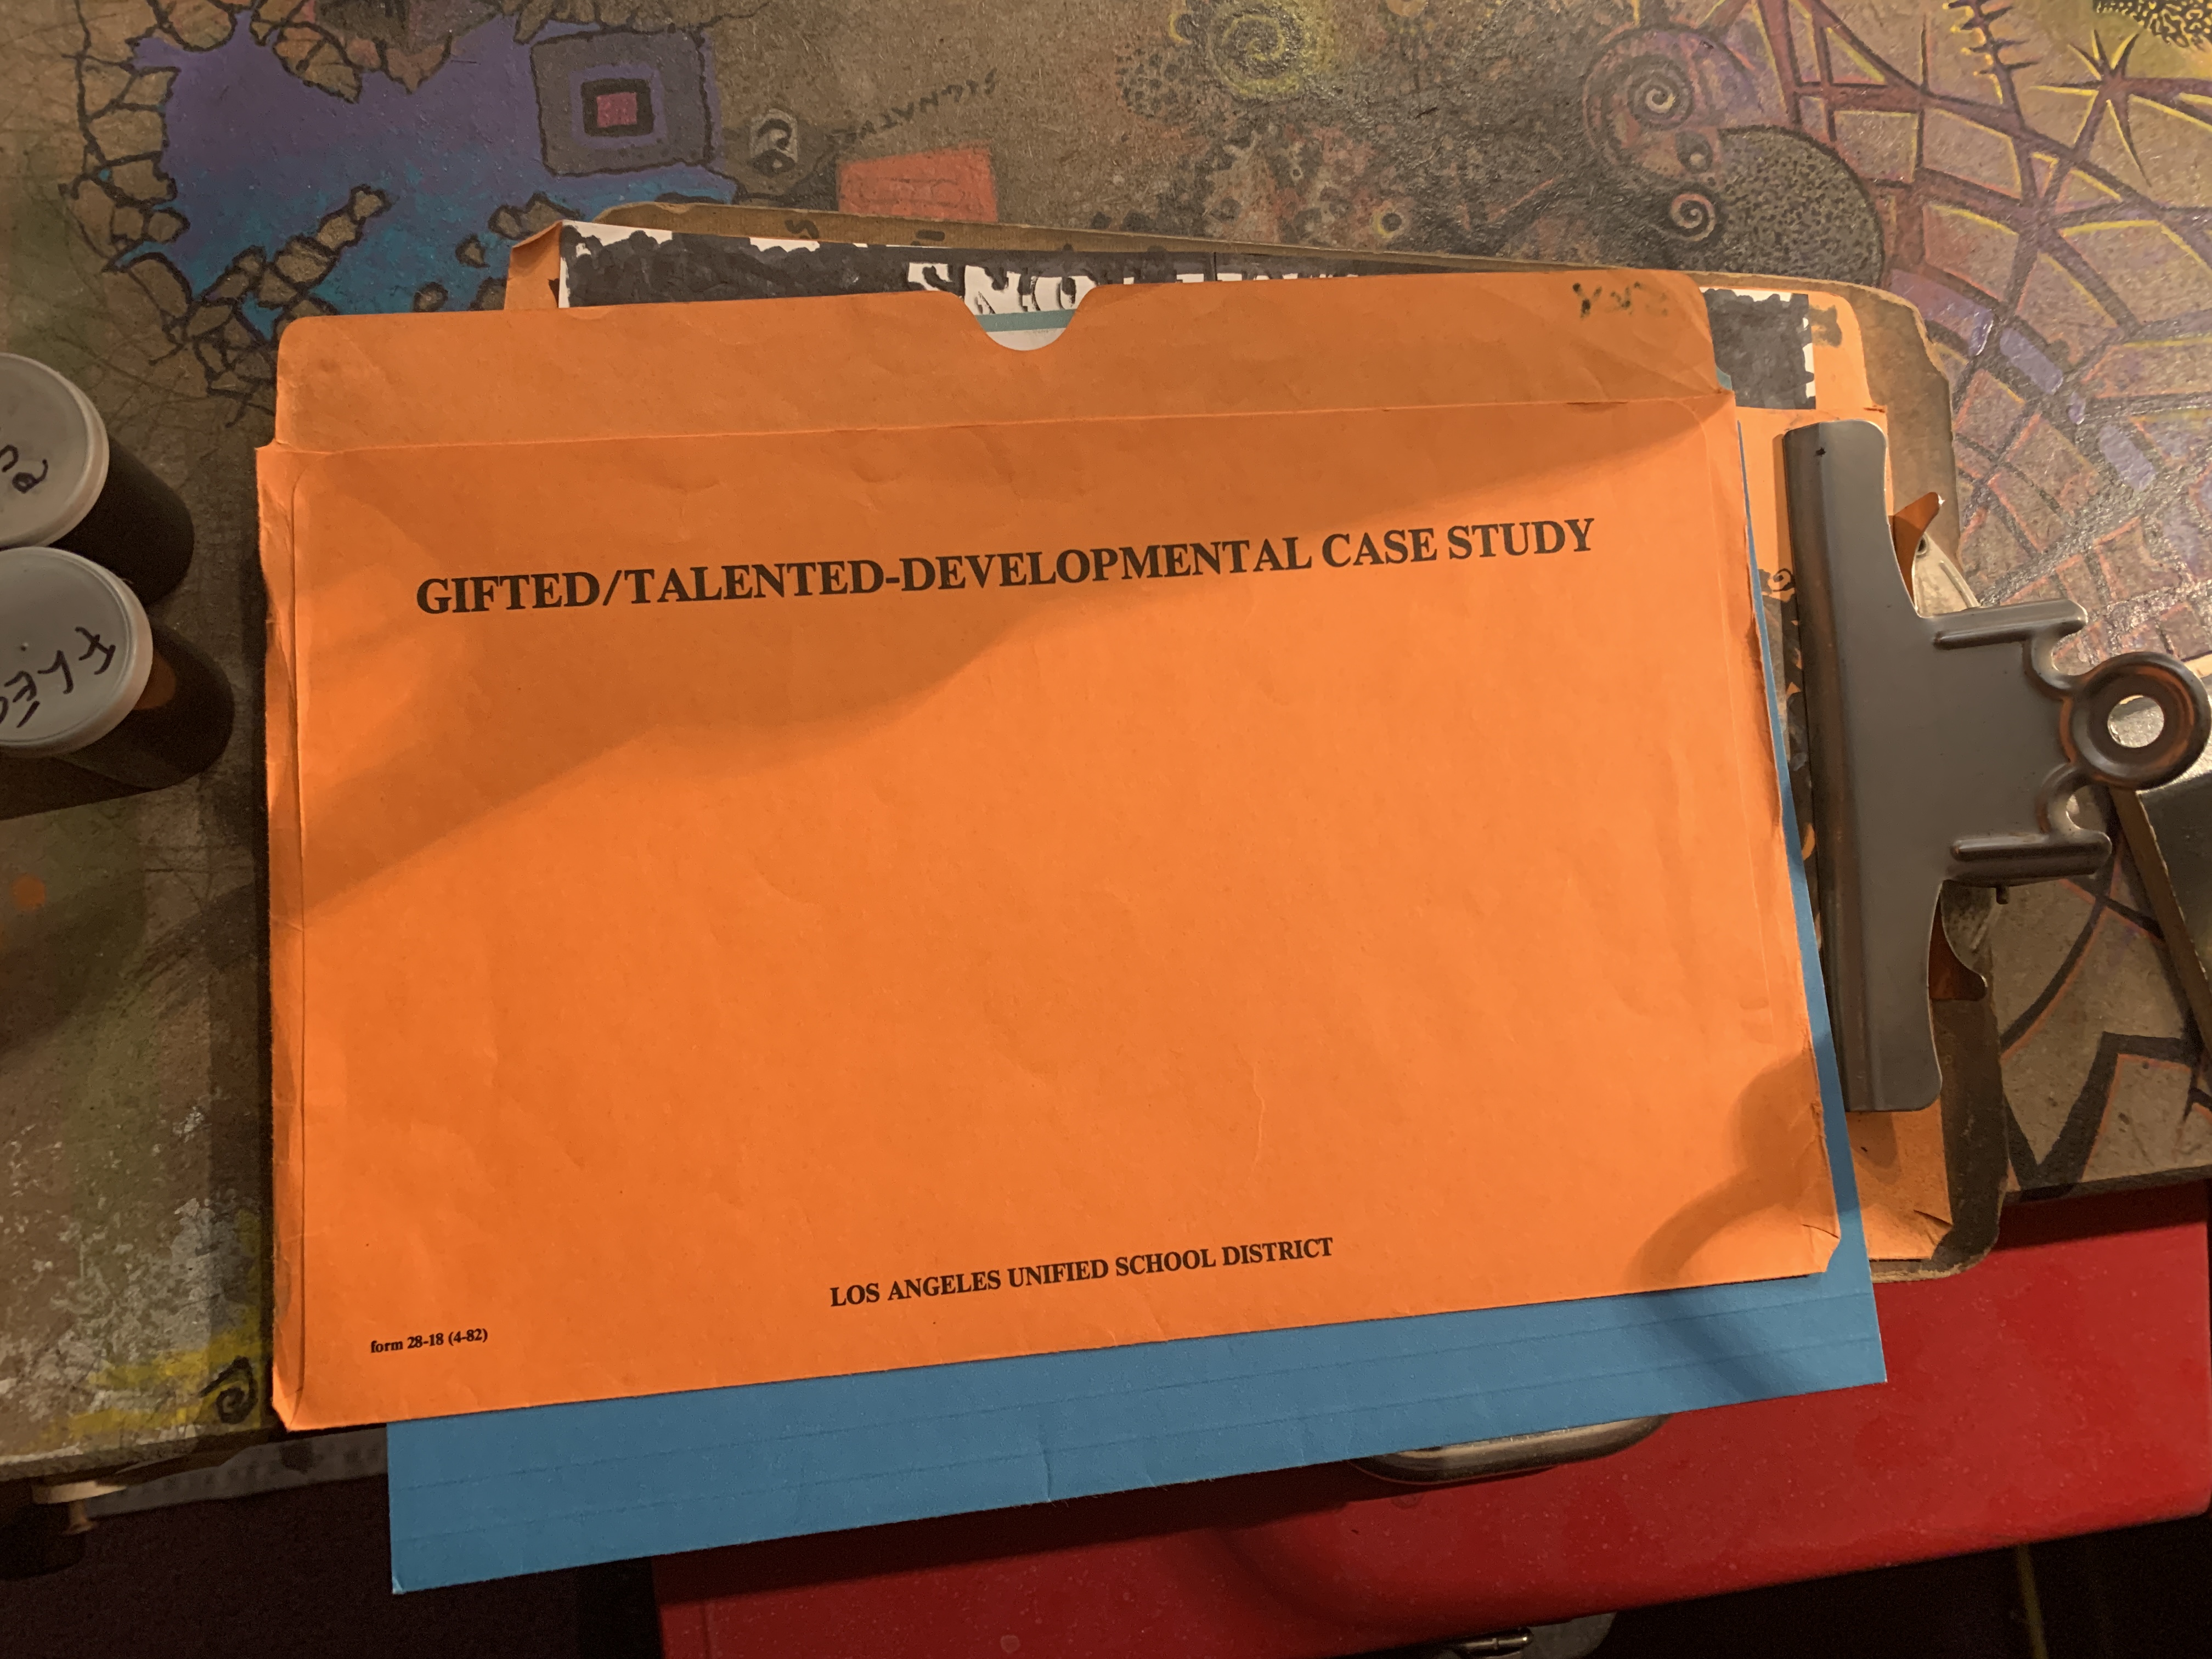 GIFTED/TALENTED-DEVELOPMENTAL CASE STUDY
LOS ANGELES UNIFIED SCHOOL DISTRICT
form 28-18 (4-82)